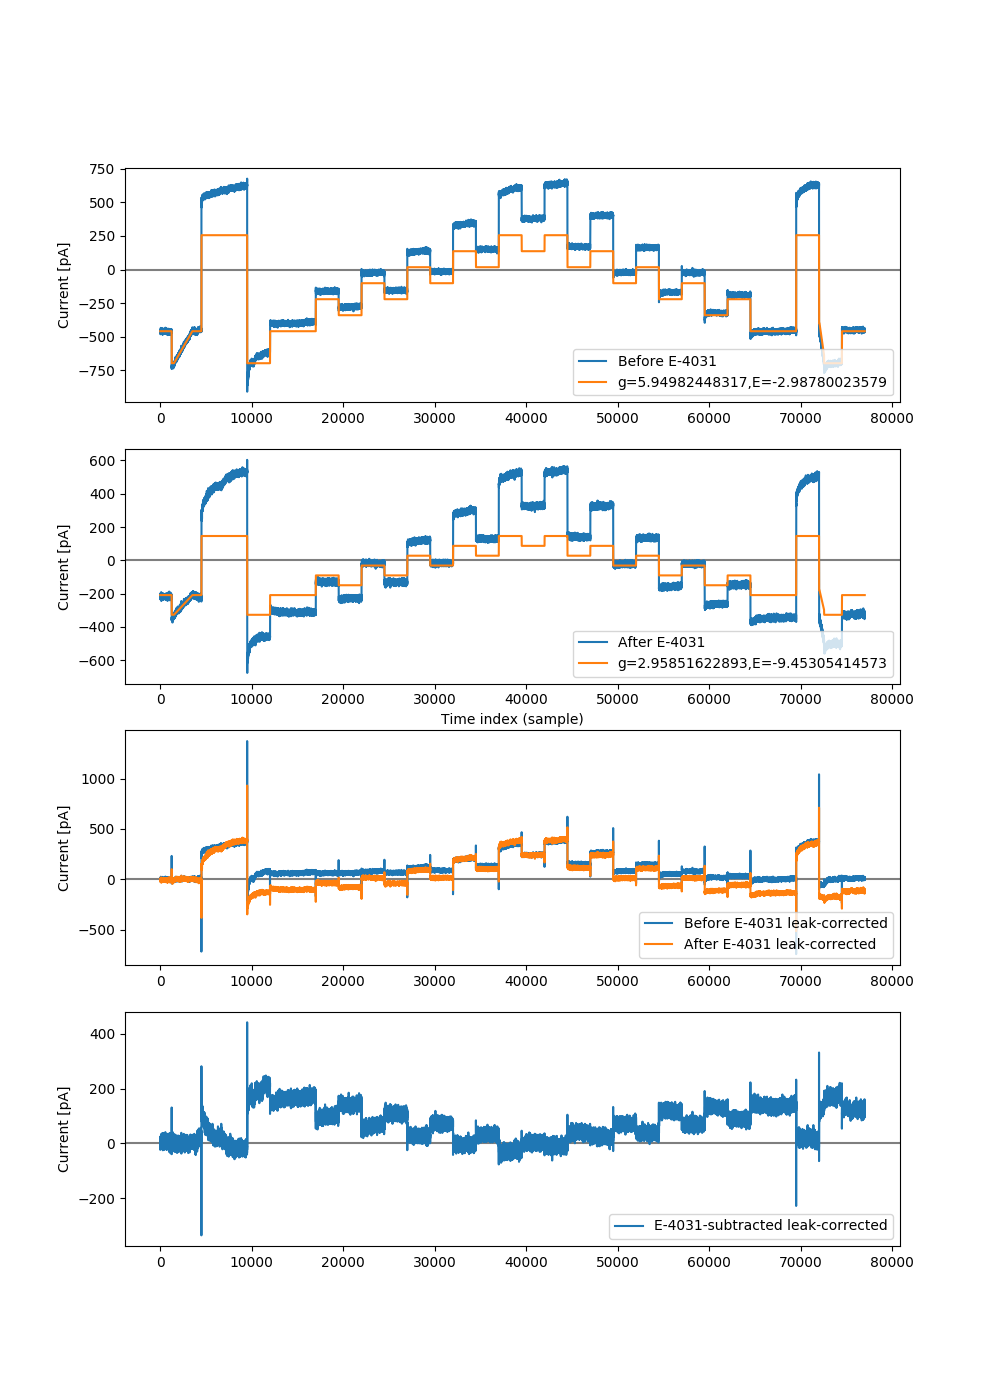 750
500
250
0
−250
−500
−750
Current [pA]
Before E-4031
g=5.94982448317,E=-2.98780023579
0 10000 20000 30000 40000 50000 60000 70000 80000
600
400
200
0
−200
−400
−600
Current [pA]
After E-4031
g=2.95851622893,E=-9.45305414573
0 10000 20000 30000 40000 50000 60000 70000 80000
Time index (sample)
1000
500
0
−500
Current [pA]
Before E-4031 leak-corrected
After E-4031 leak-corrected
0 10000 20000 30000 40000 50000 60000 70000 80000
400
200
0
−200
Current [pA]
E-4031-subtracted leak-corrected
0 10000 20000 30000 40000 50000 60000 70000 80000